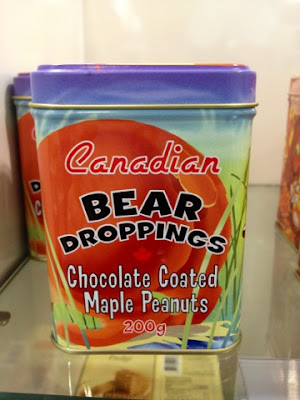 Canadian
BEAR
DROPPINGS
Chocolate Coated
Maple Peanuts
200g